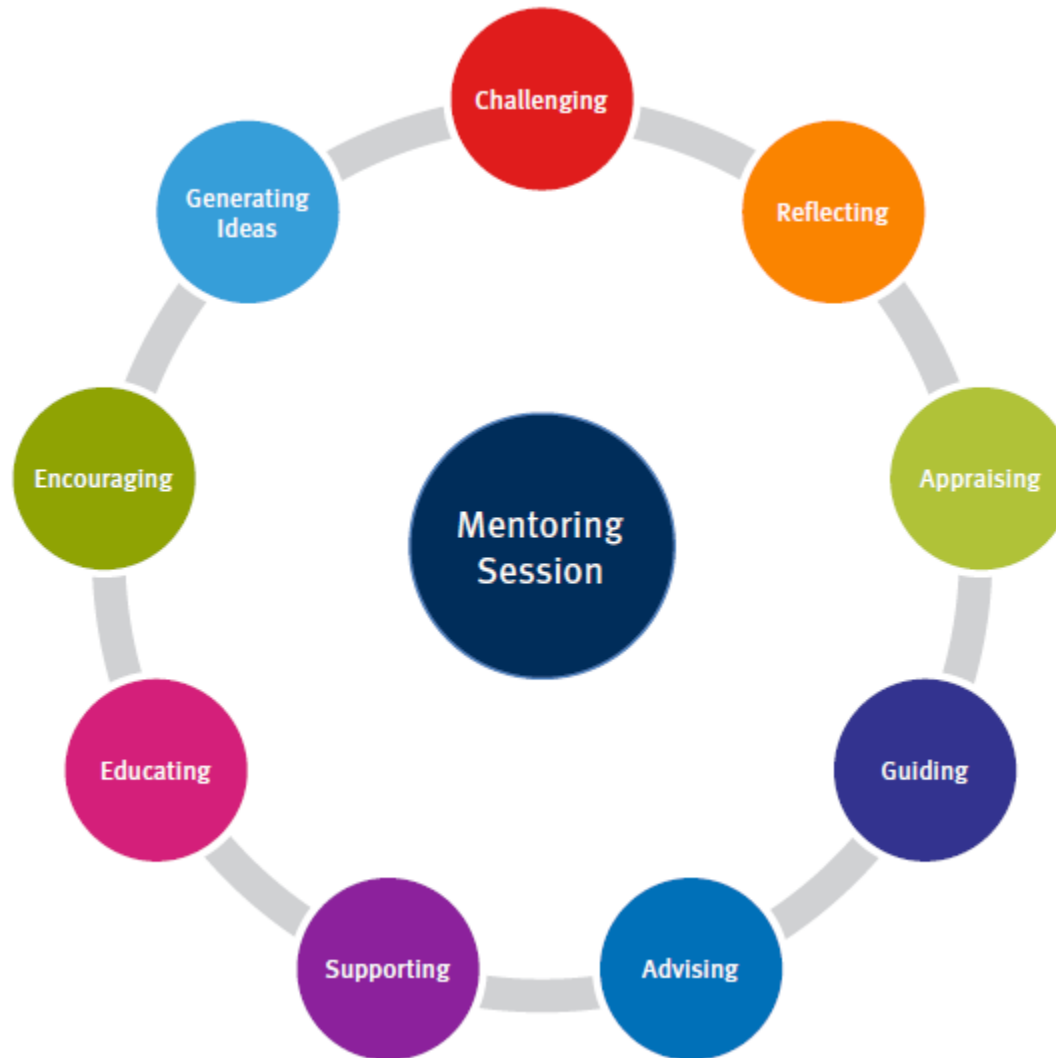 Challenging
Reflecting
Appraising
Guiding
Advising
Supporting
Educating
Encouraging
Generating
Ideas
Mentoring
Session